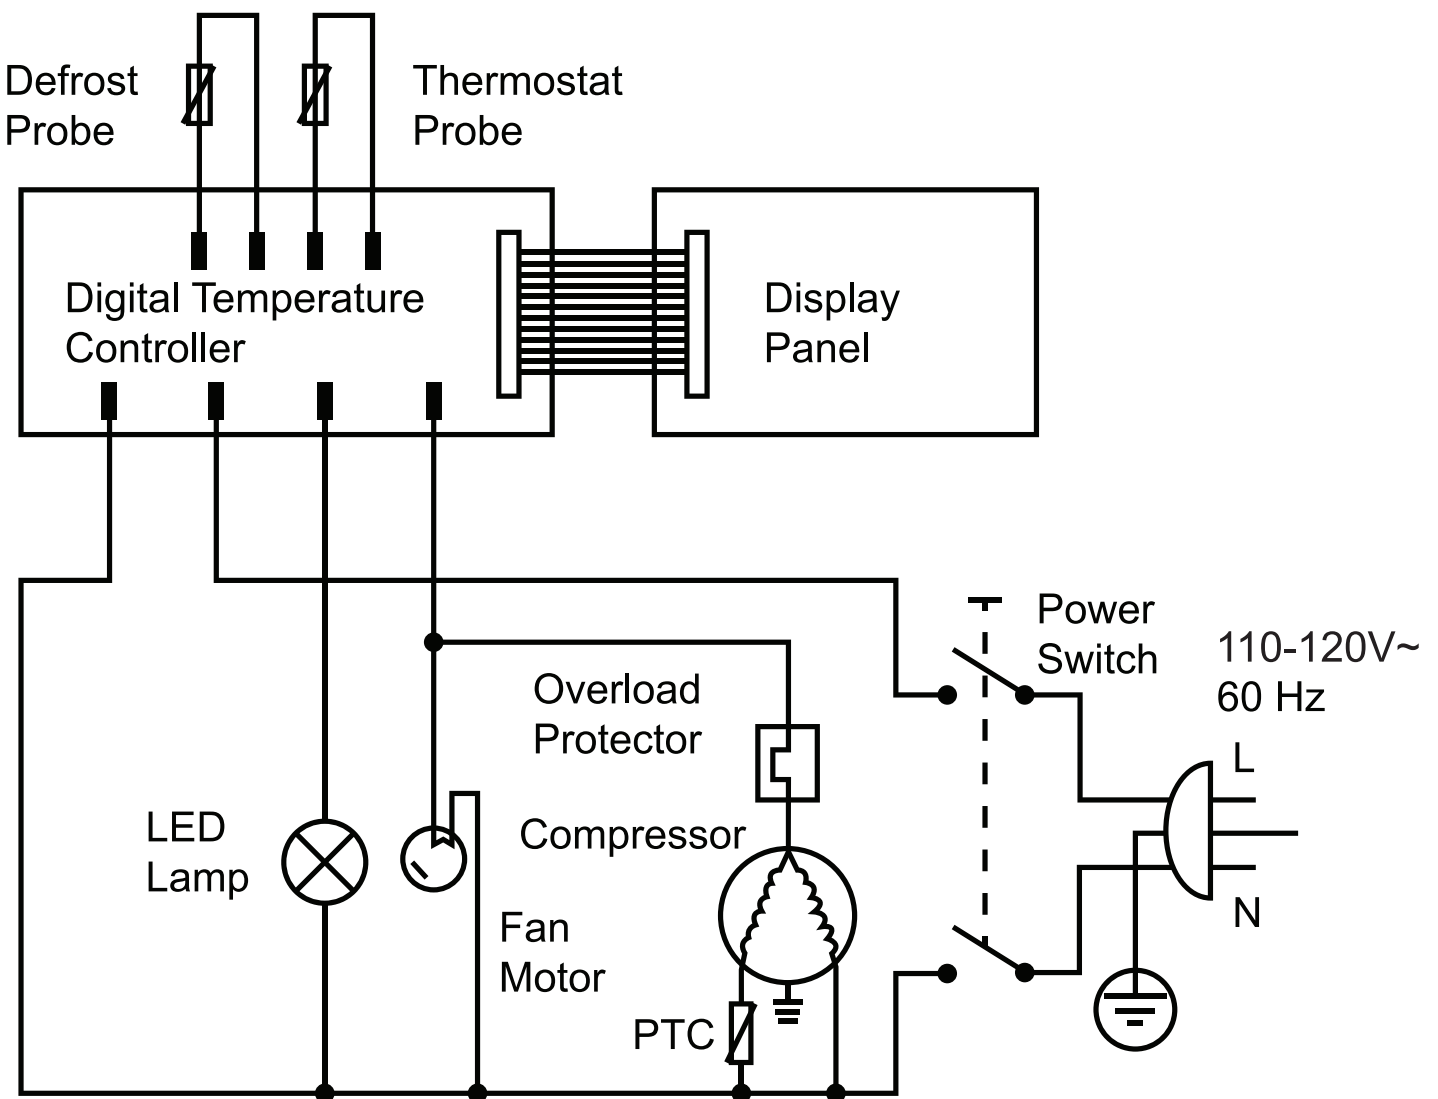 Defrost
Probe
Thermostat
Probe
Digital Temperature
Controller
Display
Panel
Power
Switch
110-120V~
60 Hz
Overload
Protector
L
LED
Lamp
Compressor
N
Fan
Motor
PTC